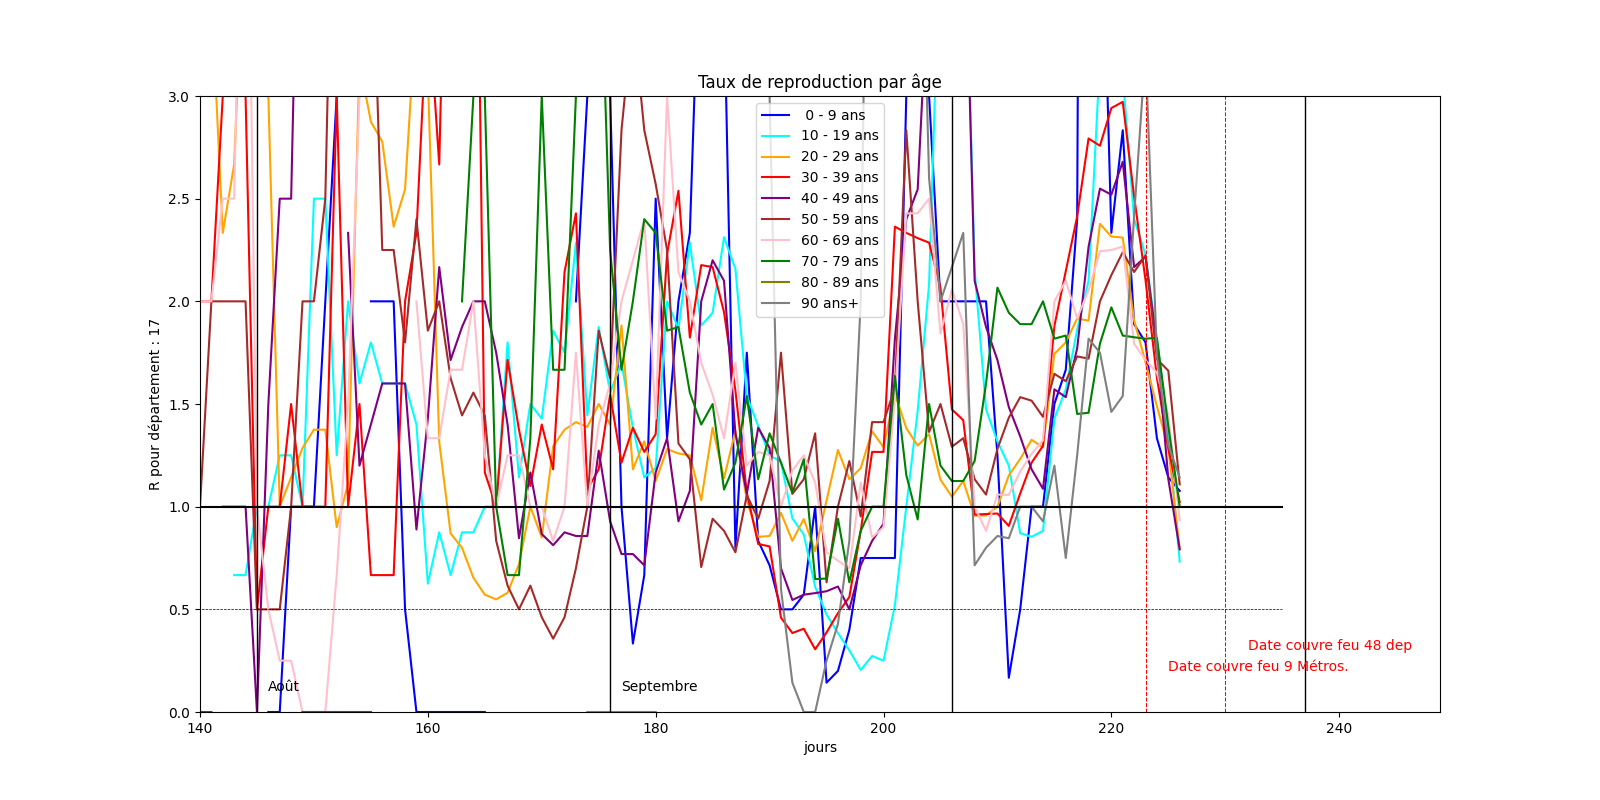 Taux de reproduction par âge
3.0
2.5
2.0
1.5
1.0
0.5
0.0
R pour département : 17
0 - 9 ans
10 - 19 ans
20 - 29 ans
30 - 39 ans
40 - 49 ans
50 - 59 ans
60 - 69 ans
70 - 79 ans
80 - 89 ans
90 ans+
Date couvre feu 48 dep
Date couvre feu 9 Métros.
Août
Septembre
140
160
180
200
220
240
jours